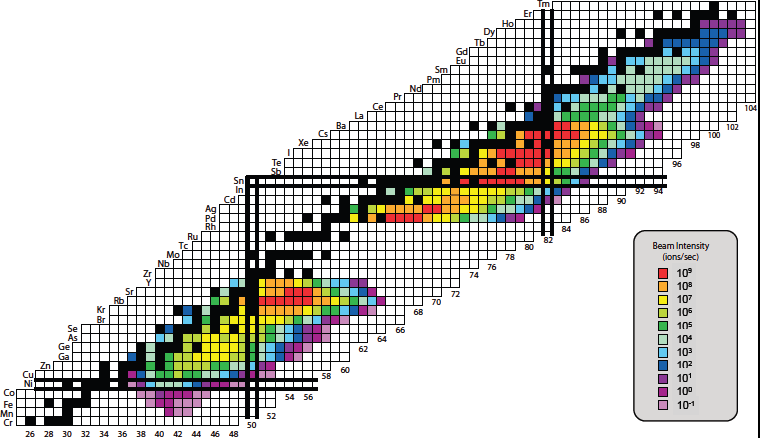 Tm
Er
Ho
Dy
Tb
Gd
Eu
Sm
Pm
Nd
Pr
Ce
La
Ba
Cs
Xe
I
Te
Sb
Sn
In
Cd
Ag
Pd
Rh
Ru
Tc
Mo
Nb
Zr
Y
Sr
Rb
Kr
Br
Se
As
Ge
Ga
Zn
Cu
Ni
Co
Fe
Mn
Cr
26 28 30 32 34 36 38 40 42 44 46 48 50
52
54 56
58
60
62
64
66
68
70
72
74
76
78
80
82
84
86
88
90
92 94
96
98
100
102
104
Beam Intensity
(ions/sec)
10⁹
10⁸
10⁷
10⁶
10⁵
10⁴
10³
10²
10¹
10⁰
10⁻¹